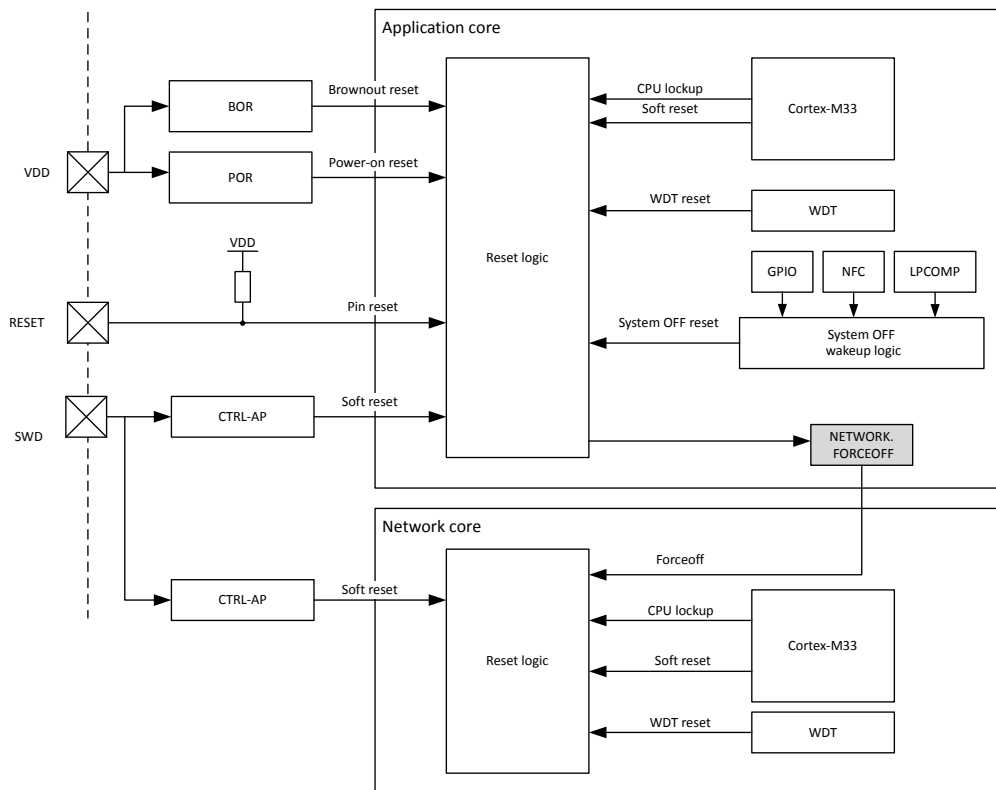 Application core
BOR
Brownout reset
VDD
POR
Power-on reset
VDD
RESET
Pin reset
SWD
CTRL-AP
Soft reset
Reset logic
CPU lockup
Soft reset
Cortex-M33
WDT reset
WDT
GPIO
NFC
LPCOMP
System OFF reset
System OFF
wakeup logic
NETWORK.
FORCEOFF
Network core
CTRL-AP
Soft reset
Reset logic
Forceoff
CPU lockup
Soft reset
Cortex-M33
WDT reset
WDT